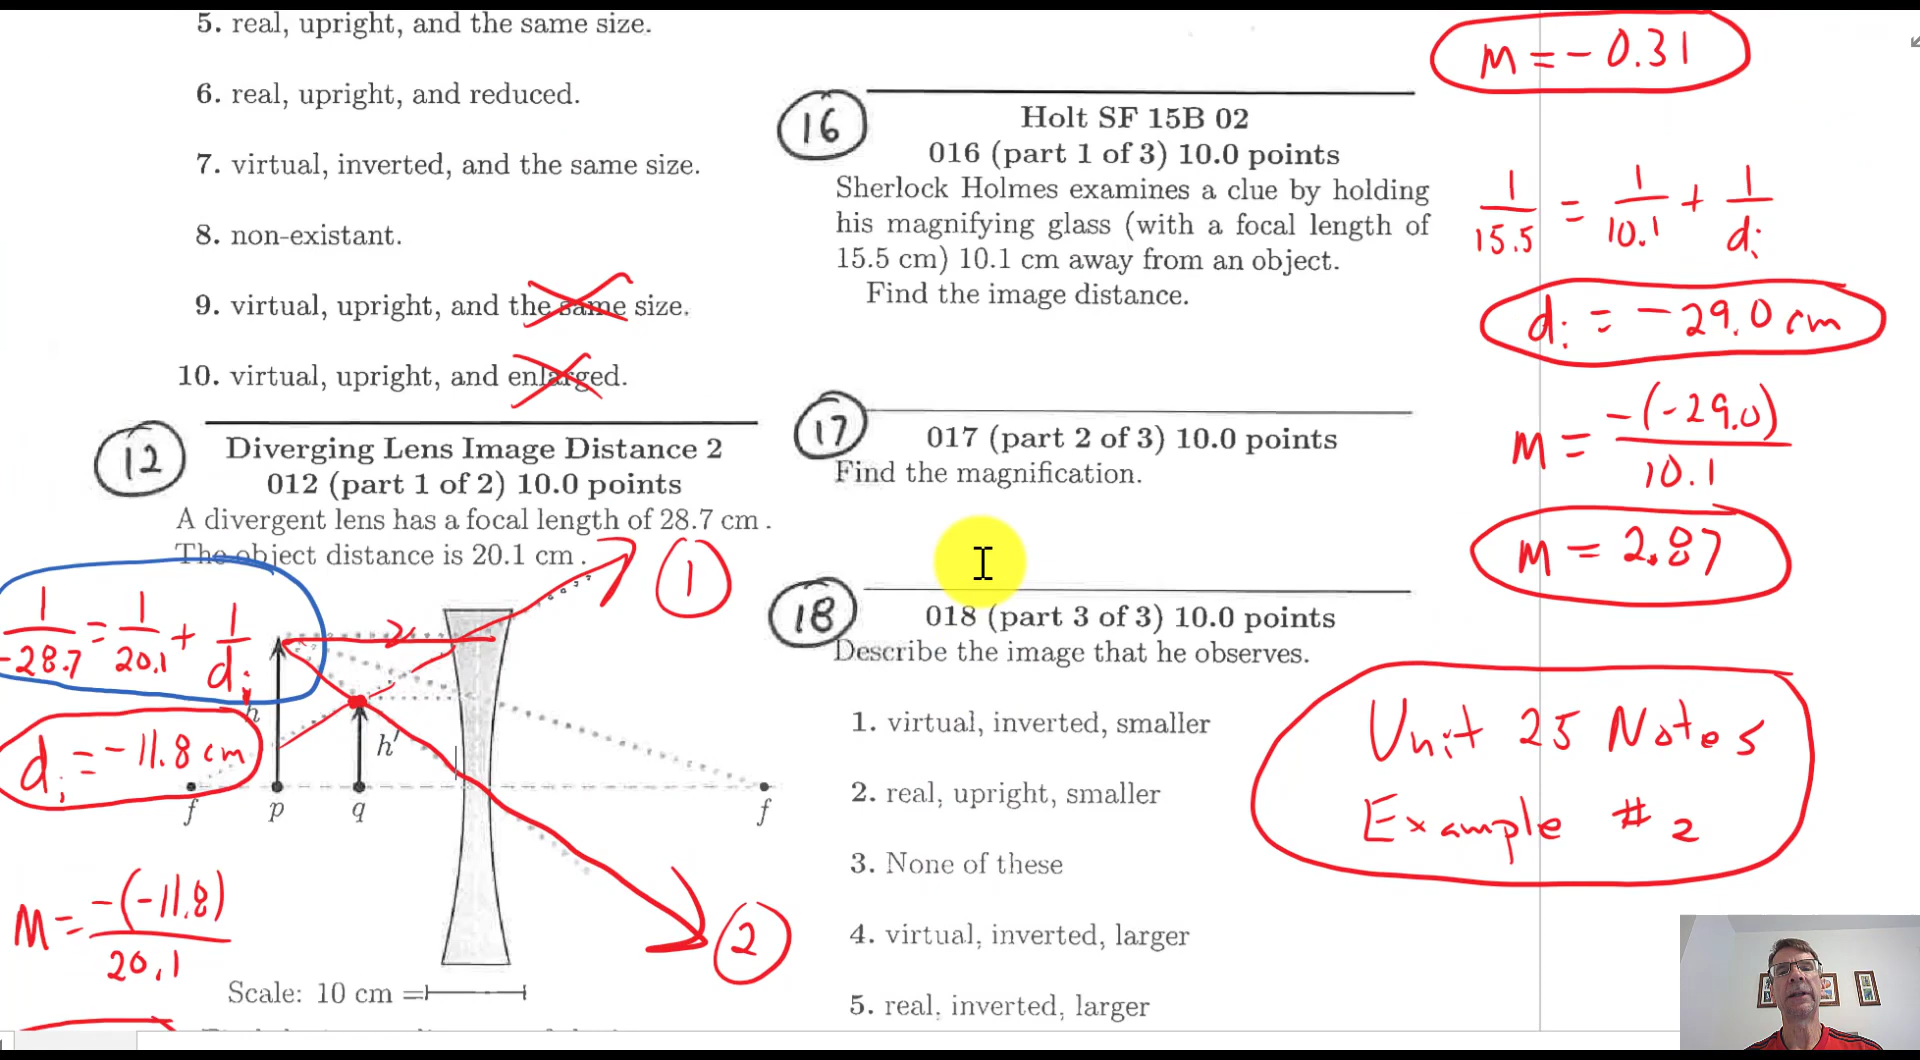 5. real, upright, and the same size.
6. real, upright, and reduced.
7. virtual, inverted, and the same size.
8. non-existant.
9. virtual, upright, and the same size.
10. virtual, upright, and enlarged.
12
Diverging Lens Image Distance 2
012 (part 1 of 2) 10.0 points
A divergent lens has a focal length of 28.7 cm.
The object distance is 20.1 cm.
1/-28.7 = 1/20.1 + 1/di
di = -11.8 cm
1
h
h′
f
p
q
f
2
M = -(-11.8)/20.1
Scale: 10 cm =
m = -0.31
16
Holt SF 15B 02
016 (part 1 of 3) 10.0 points
Sherlock Holmes examines a clue by holding
his magnifying glass (with a focal length of
15.5 cm) 10.1 cm away from an object.
Find the image distance.
1/15.5 = 1/10.1 + 1/di
di = -29.0 cm
17
017 (part 2 of 3) 10.0 points
Find the magnification.
M = -(-29.0)/10.1
M = 2.87
18
018 (part 3 of 3) 10.0 points
Describe the image that he observes.
1. virtual, inverted, smaller
2. real, upright, smaller
3. None of these
4. virtual, inverted, larger
5. real, inverted, larger
Unit 25 Notes
Example # 2